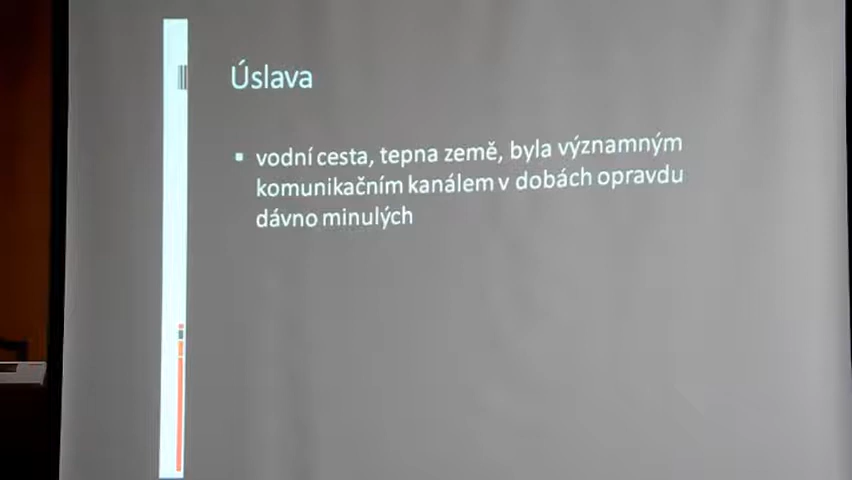 Úslava
▪ vodní cesta, tepna země, byla významným
komunikačním kanálem v dobách opravdu
dávno minulých